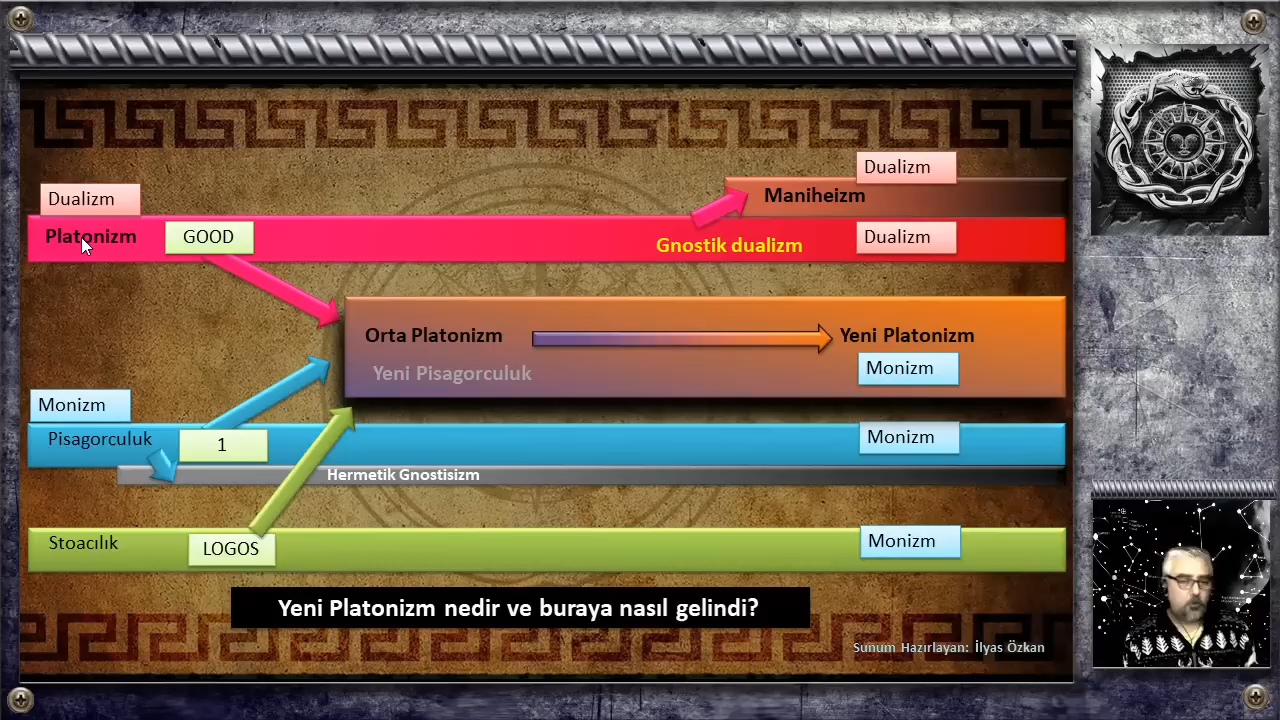 Dualizm
Dualizm
Maniheizm
Platonizm
GOOD
Gnostik dualizm
Dualizm
Orta Platonizm
Yeni Platonizm
Yeni Pisagorculuk
Monizm
Monizm
Pisagorculuk
1
Monizm
Hermetik Gnostisizm
Stoacılık
LOGOS
Monizm
Yeni Platonizm nedir ve buraya nasıl gelindi?
Sunum Hazırlayan: İlyas Özkan